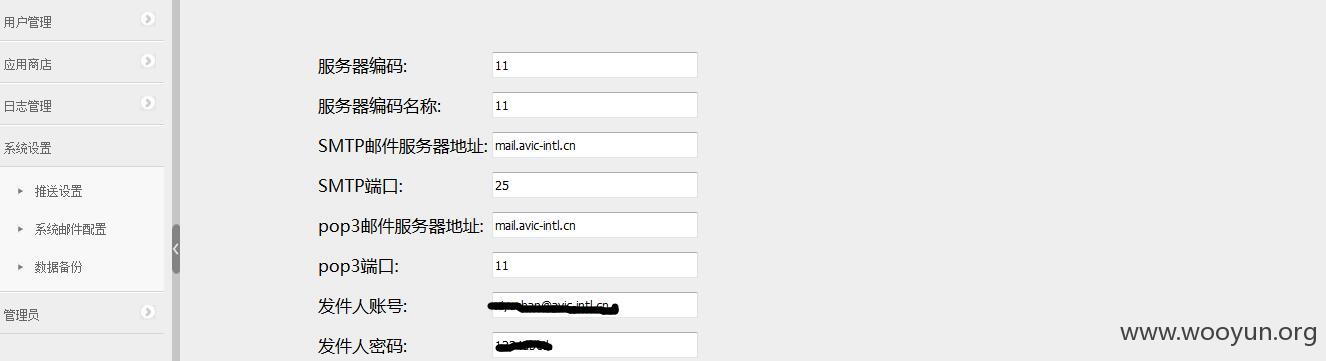 用户管理
应用商店
日志管理
系统设置
推送设置
系统邮件配置
数据备份
管理员
服务器编码: 11
服务器编码名称: 11
SMTP邮件服务器地址: mail.avic-intl.cn
SMTP端口: 25
pop3邮件服务器地址: mail.avic-intl.cn
pop3端口: 11
发件人账号:
发件人密码:
www.wooyun.org